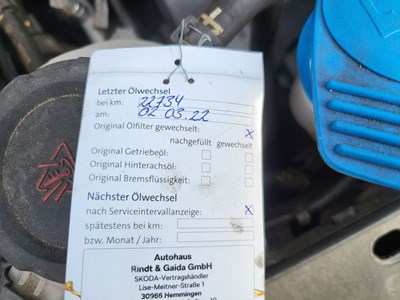 Letzter Ölwechsel
bei km: 22734
am: 02.03.22
Original Ölfilter gewechselt: X
nachgefüllt gewechselt
Original Getriebeöl:
Original Hinterachsöl:
Original Bremsflüssigkeit:
Nächster Ölwechsel
nach Serviceintervallanzeige: X
spätestens bei km:
bzw. Monat / Jahr:
Autohaus
Rindt & Gaida GmbH
SKODA-Vertragshändler
Lise-Meitner-Straße 1
30966 Hemmingen